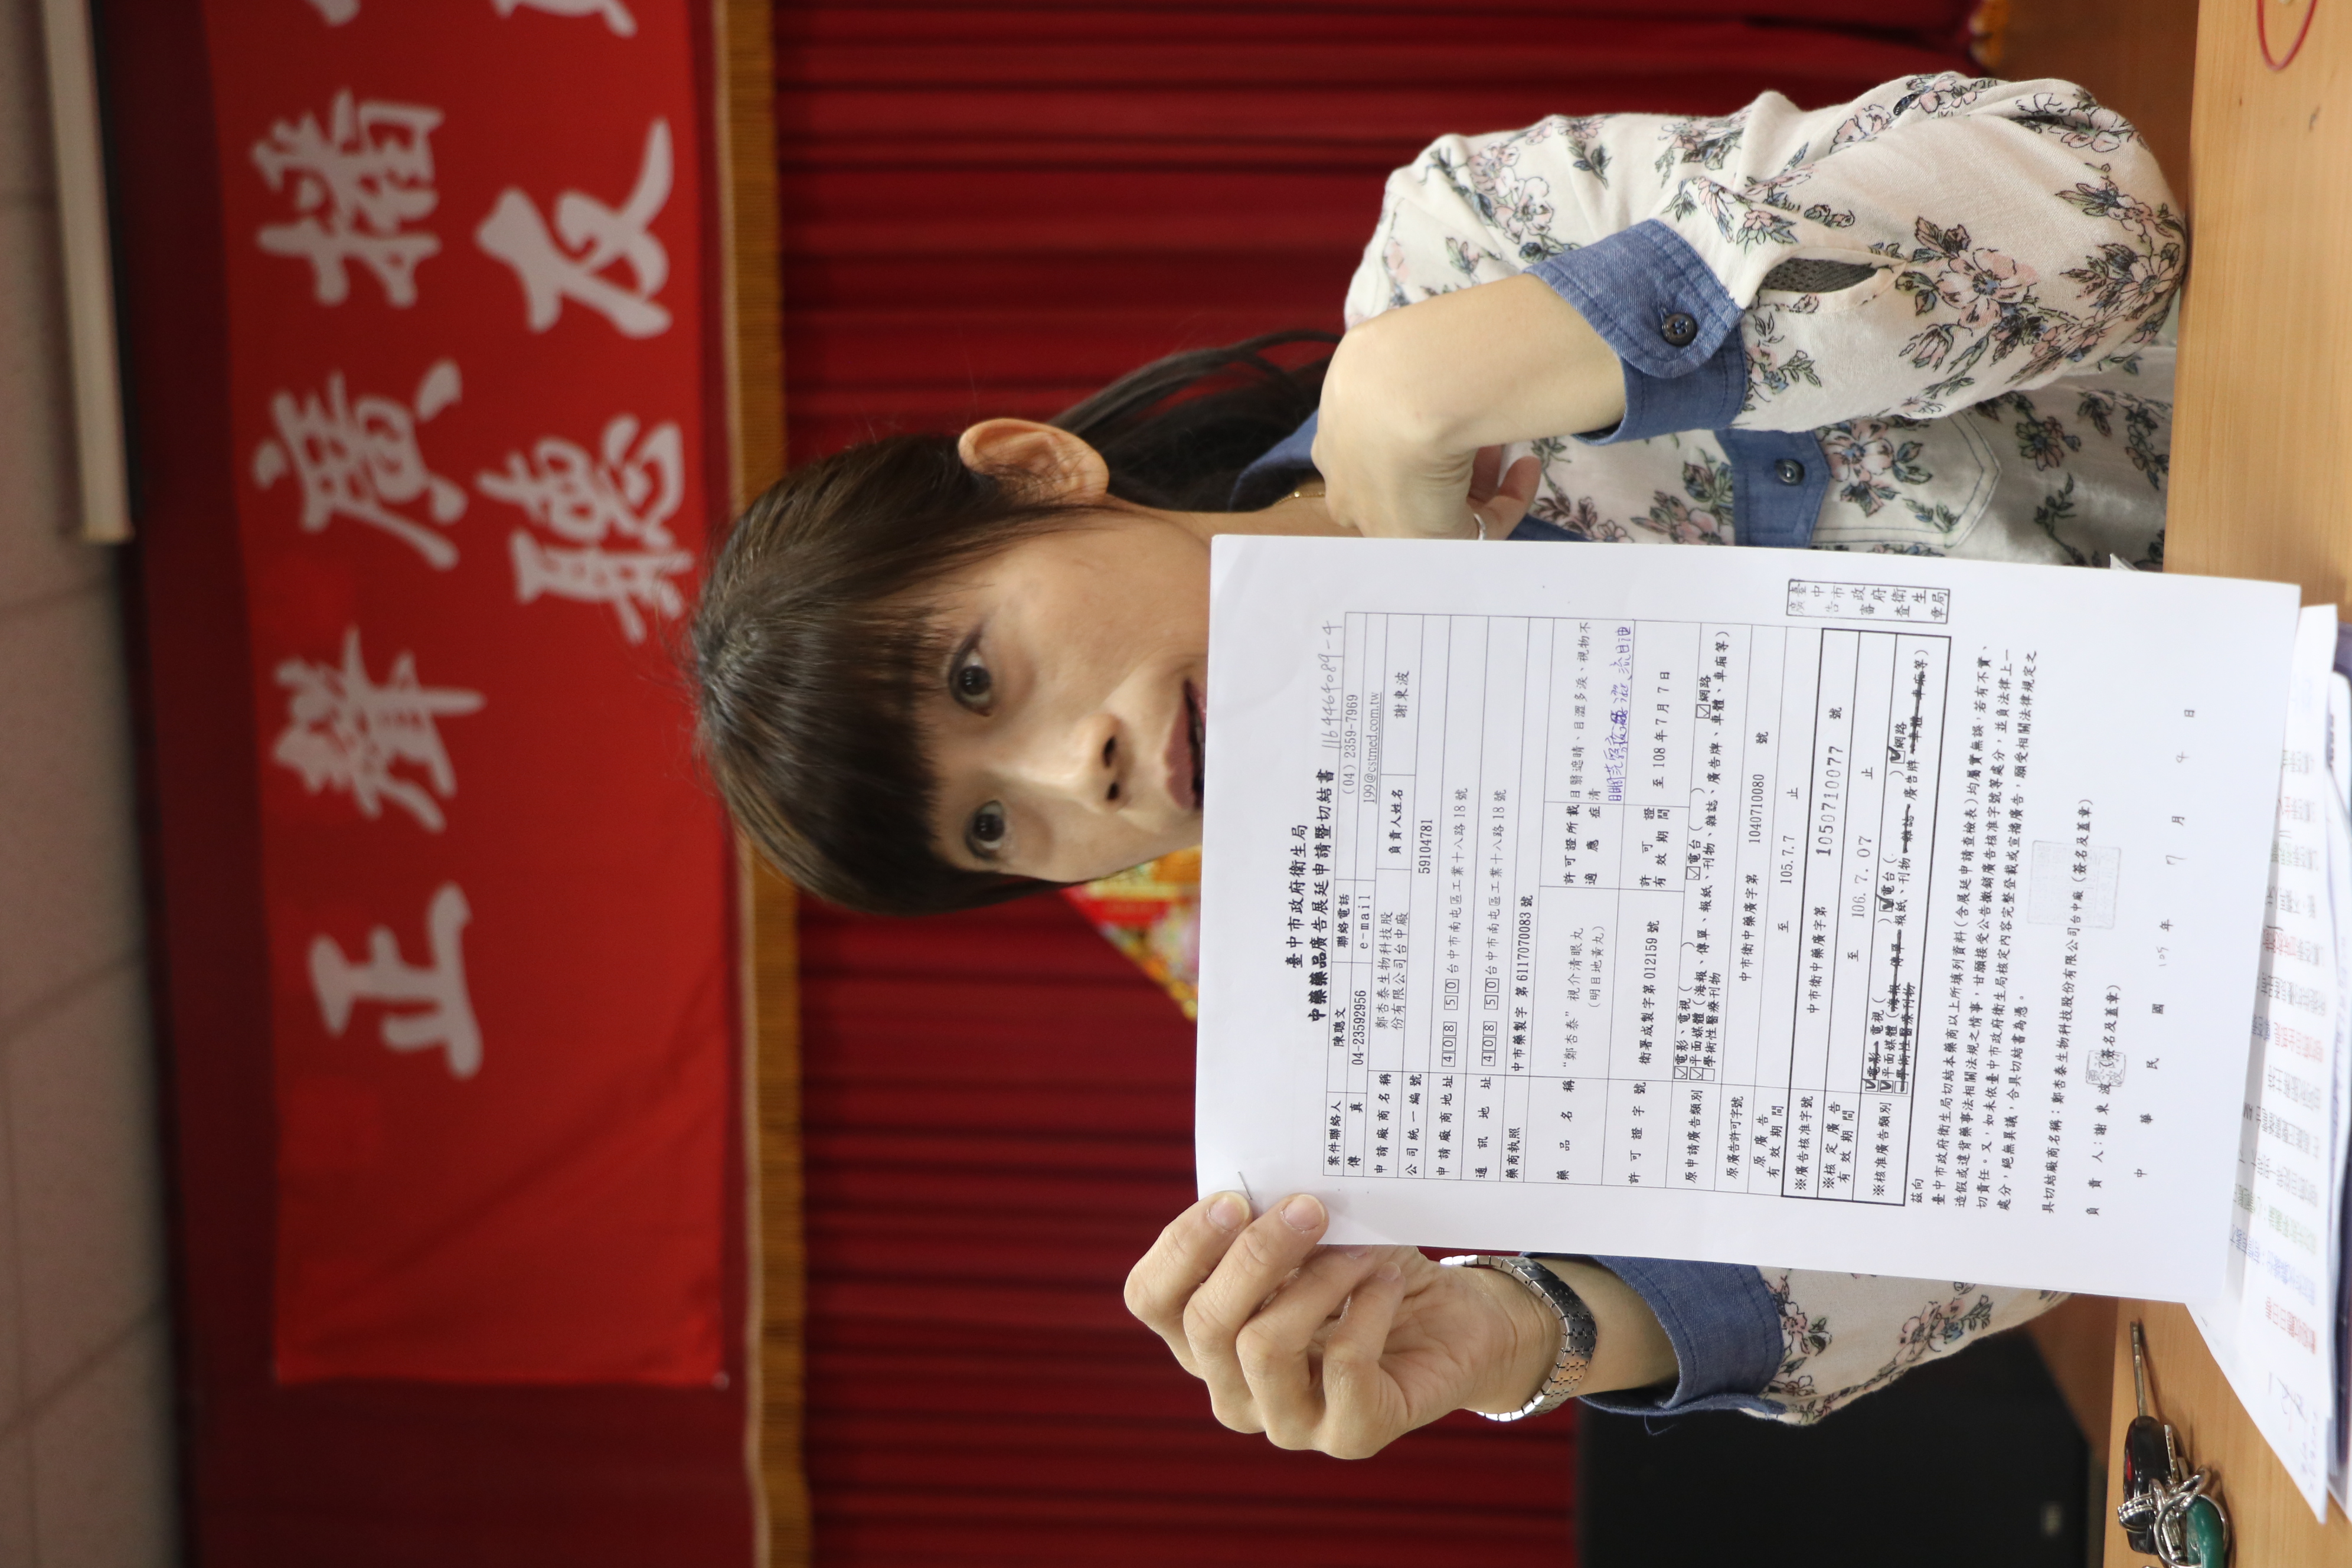 正聲廣播
聽友
臺中市政府衛生局
中藥藥品廣告展延申請暨切結書 1164464089-4
案件聯絡人 陳聰文 聯絡電話 (04) 2359-7969
傳真 04-23592956 e-mail 199@cstmed.com.tw
申請廠商名稱 鄭杏泰生物科技股份有限公司台中廠 負責人姓名 謝東波
公司統一編號 59104781
申請廠商地址 408 50 台中市南屯區工業十八路18號
通訊地址 408 50 台中市南屯區工業十八路18號
藥商執照 中市藥製字 第6117070083號
藥品名稱 “鄭杏泰”視介清眼丸
(明目地黃丸)
許可證所載適應症 目翳遮睛、目澀多淚、視物不清
許可證字號 衛署成製字第012159號 許可證有效期間 至 108年7月7日
原申請廣告類別 ☑電影、電視( ) ☑電台( ) ☑網路
☑平面媒體(海報、傳單、報紙、刊物、雜誌、廣告牌、車體、車廂等)
□學術性醫療刊物
原廣告許可字號 中市衛中藥廣字第 1040710080 號
原廣告有效期間 至 105.7.7 止
※廣告核准字號 中市衛中藥廣字第 1050710077 號
※核定廣告有效期間 至 106.7.07 止
※核准廣告類別 ☑電影、電視( ) ☑電台( ) ☑網路
☑平面媒體(海報、傳單、報紙、刊物、雜誌、廣告牌、車體、車廂等)
□學術性醫療刊物
臺中市政府衛生局
廣告審查章
茲向
臺中市政府衛生局切結本藥商以上所填列資料(含展延申請查檢表)均屬實無誤,若有不實、
造假或違背藥事法相關法規之情事,甘願接受公告撤銷廣告核准字號等處分,並負法律上一
切責任。又,如未依臺中市政府衛生局核定內容完整登載或宣播廣告,願受相關法律規定之
處分,絕無異議,合具切結書為憑。
具切結廠商名稱:鄭杏泰生物科技股份有限公司台中廠(簽名及蓋章)
負責人:謝東波 (簽名及蓋章)
中華民國 105 年 7 月 4 日